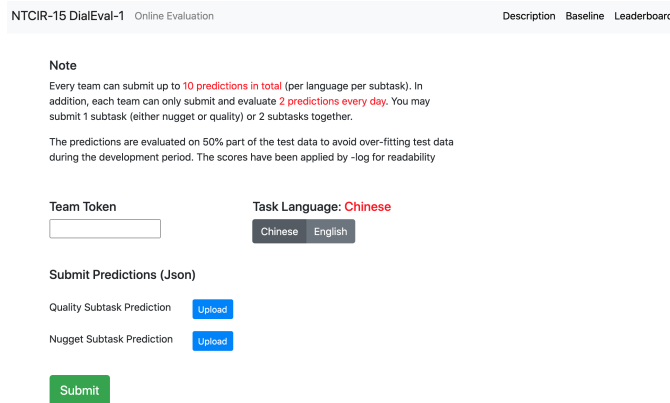 NTCIR-15 DialEval-1 Online Evaluation Description Baseline Leaderboard
Note
Every team can submit up to 10 predictions in total (per language per subtask). In
addition, each team can only submit and evaluate 2 predictions every day. You may
submit 1 subtask (either nugget or quality) or 2 subtasks together.
The predictions are evaluated on 50% part of the test data to avoid over-fitting test data
during the development period. The scores have been applied by -log for readability
Team Token
Task Language: Chinese
Chinese English
Submit Predictions (Json)
Quality Subtask Prediction Upload
Nugget Subtask Prediction Upload
Submit